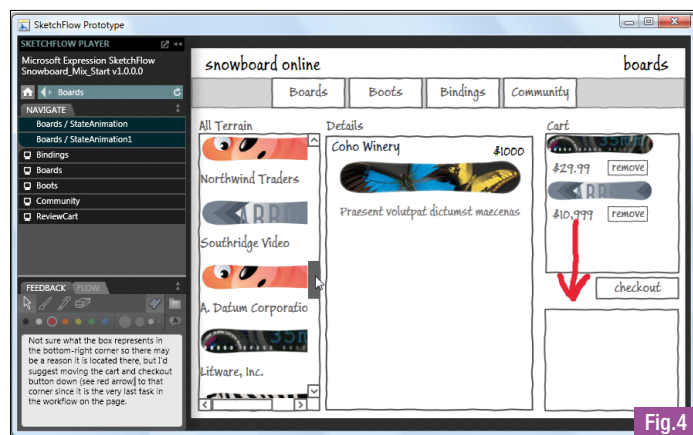 SketchFlow Prototype
SKETCHFLOW PLAYER
Microsoft Expression SketchFlow
Snowboard_Mix_Start v1.0.0.0
Boards
NAVIGATE
Boards / StateAnimation
Boards / StateAnimation1
Bindings
Boards
Boots
Community
ReviewCart
FEEDBACK FLOW
Not sure what the box represents in
the bottom-right corner so there may
be a reason it is located there, but I'd
suggest moving the cart and checkout
button down (see red arrow) to that
corner since it is the very last task in
the workflow on the page.
snowboard online
boards
Boards Boots Bindings Community
All Terrain
Northwind Traders
Southridge Video
A. Datum Corporatio
Litware, Inc.
Details
Coho Winery $1000
Praesent volutpat dictumst maecenas
Cart
35mm
$29.99 remove
$10,999 remove
checkout
Fig.4